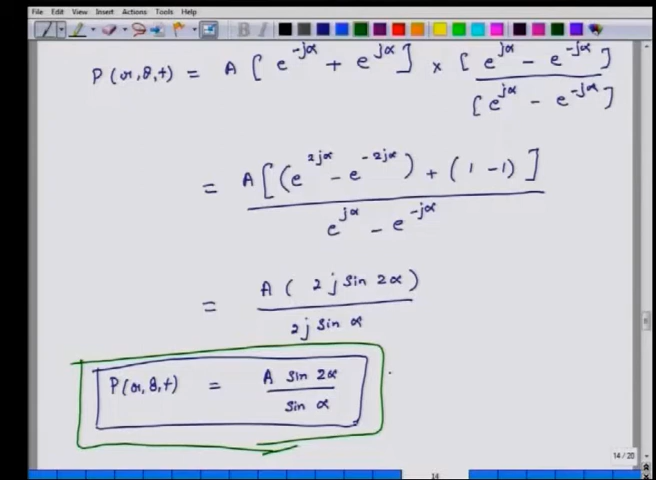 File Edit View Insert Actions Tools Help
P(r,θ,t) = A [ e^{-jα} + e^{jα} ] × [ e^{jα} - e^{-jα} ] / [ e^{jα} - e^{-jα} ]
= A [ ( e^{2jα} - e^{-2jα} ) + ( 1 - 1 ) ] / e^{jα} - e^{-jα}
= A ( 2j sin 2α ) / 2j sin α
P(r,θ,t) = A sin 2α / sin α
14/20
14